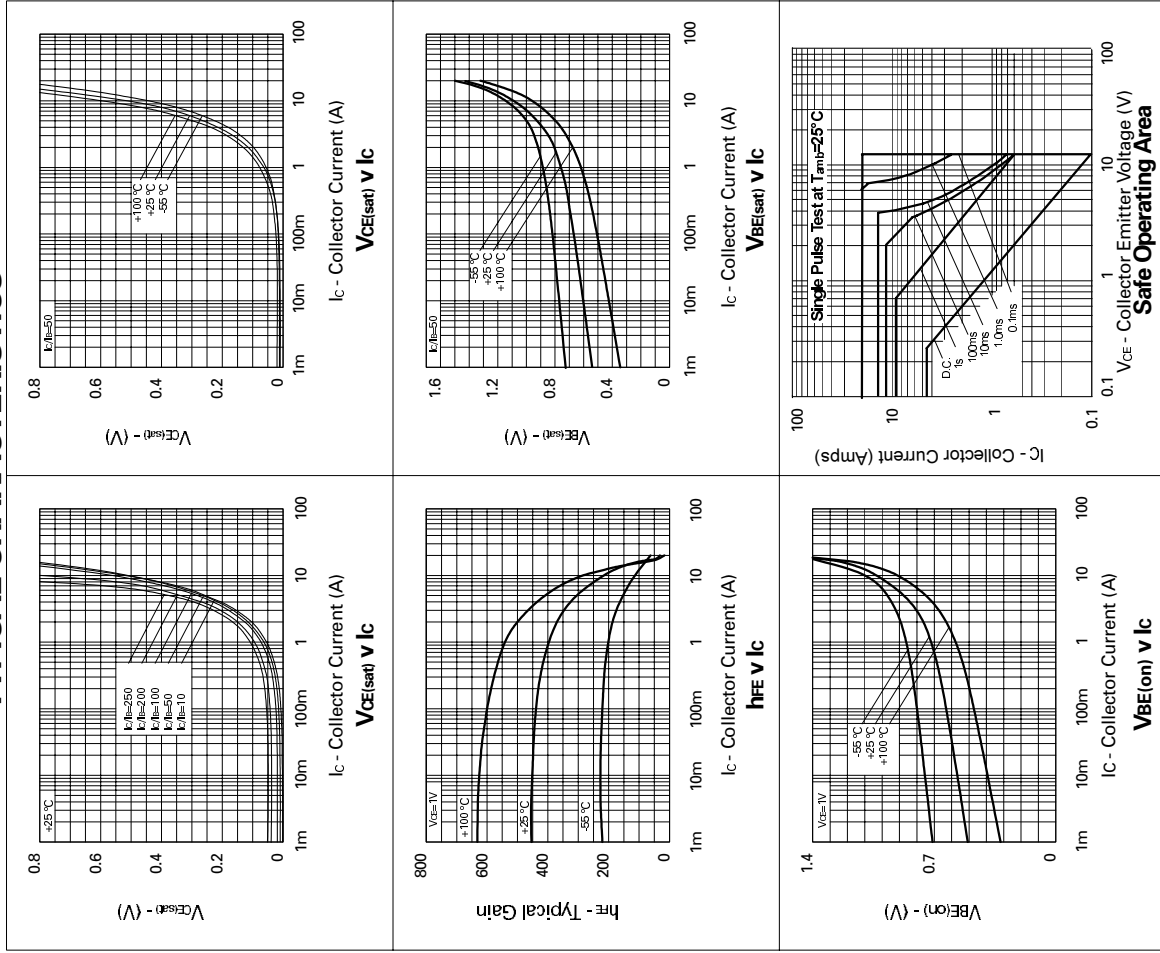 VCE(sat) - (V)
0.8
0.6
0.4
0.2
0
+25 °C
IC/IB=250
IC/IB=200
IC/IB=100
IC/IB=50
IC/IB=10
1m
10m
100m
1
10
100
IC - Collector Current (A)
VCE(sat) v IC
VCE(sat) - (V)
0.8
0.6
0.4
0.2
0
IC/IB=50
+100 °C
+25 °C
-55 °C
1m
10m
100m
1
10
100
IC - Collector Current (A)
VCE(sat) v IC
hFE - Typical Gain
800
600
400
200
0
VCE=1V
+100 °C
+25 °C
-55 °C
1m
10m
100m
1
10
100
IC - Collector Current (A)
hFE v IC
VBE(sat) - (V)
1.6
1.2
0.8
0.4
0
IC/IB=50
-55 °C
+25 °C
+100 °C
1m
10m
100m
1
10
100
IC - Collector Current (A)
VBE(sat) v IC
VBE(on) - (V)
1.4
0.7
0
VCE=1V
-55 °C
+25 °C
+100 °C
1m
10m
100m
1
10
100
IC - Collector Current (A)
VBE(on) v IC
IC - Collector Current (Amps)
100
10
1
0.1
Single Pulse Test at Tamb=25°C
D.C.
1s
100ms
10ms
1.0ms
0.1ms
0.1
1
10
100
VCE - Collector Emitter Voltage (V)
Safe Operating Area